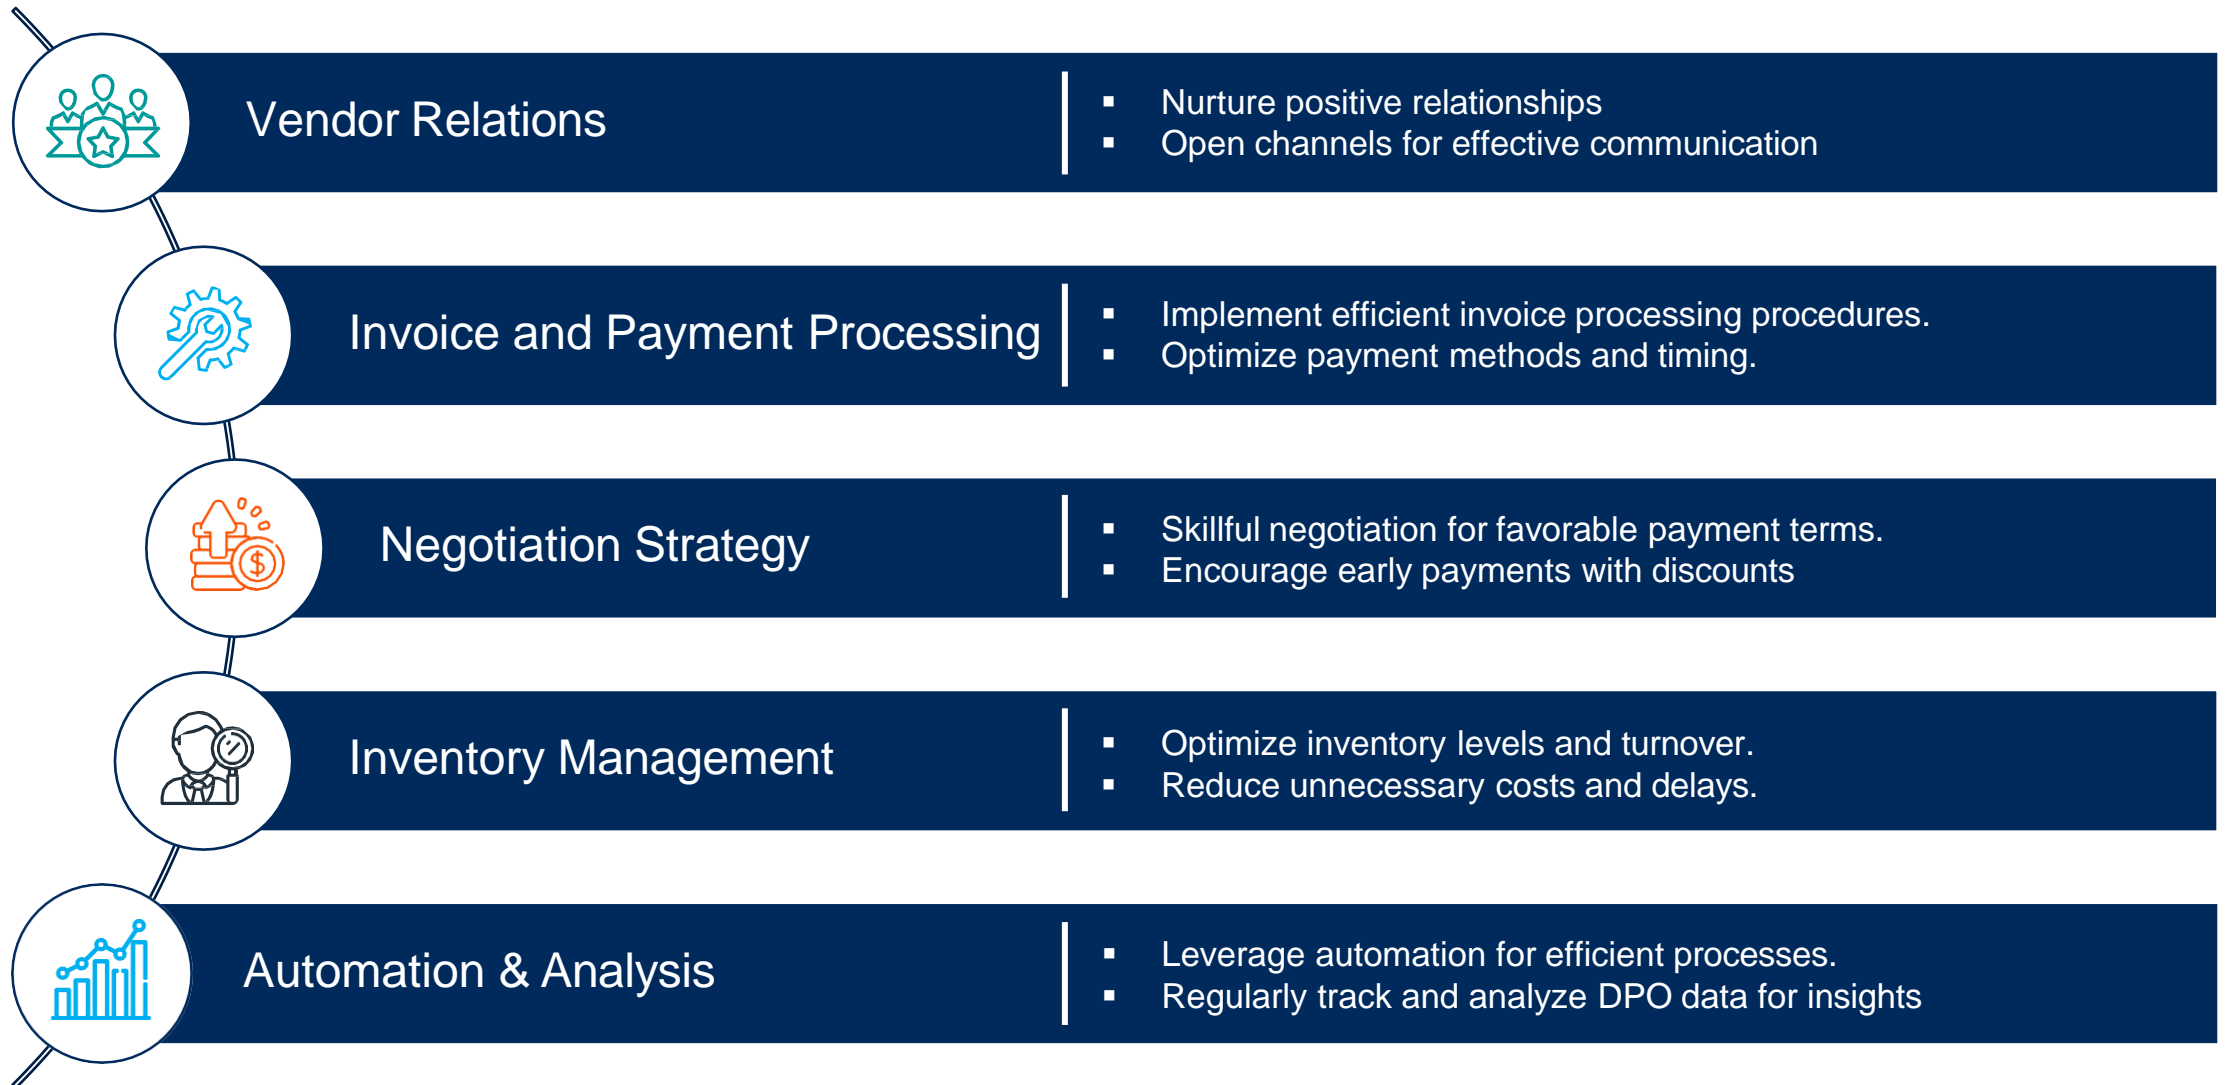 Vendor Relations
▪ Nurture positive relationships
▪ Open channels for effective communication
Invoice and Payment Processing
▪ Implement efficient invoice processing procedures.
▪ Optimize payment methods and timing.
$
Negotiation Strategy
▪ Skillful negotiation for favorable payment terms.
▪ Encourage early payments with discounts
Inventory Management
▪ Optimize inventory levels and turnover.
▪ Reduce unnecessary costs and delays.
Automation & Analysis
▪ Leverage automation for efficient processes.
▪ Regularly track and analyze DPO data for insights